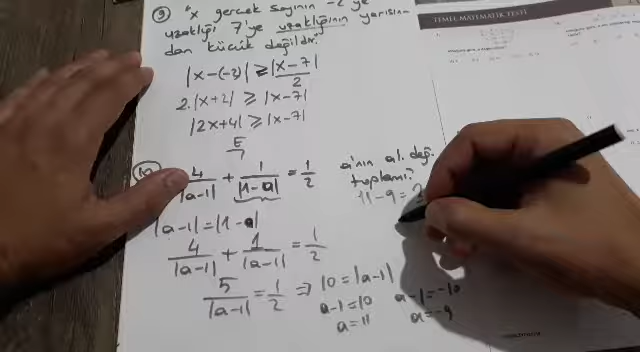 9) "x gerçek sayısının -2'ye
uzaklığı 7'ye uzaklığının yarısın
dan küçük değildir."
|x-(-2)| ≥ |x-7|/2
2.|x+2| ≥ |x-7|
|2x+4| ≥ |x-7|
E
10) 4/|a-1| + 1/|1-a| = 1/2
a'nın al. değ.
toplamı?
11-9=2
|a-1|=|1-a|
4/|a-1| + 1/|a-1| = 1/2
5/|a-1| = 1/2 ⇒ 10=|a-1|
a-1=10 a-1=-10
a=11 a=-9
TEMEL MATEMATİK TESTİ